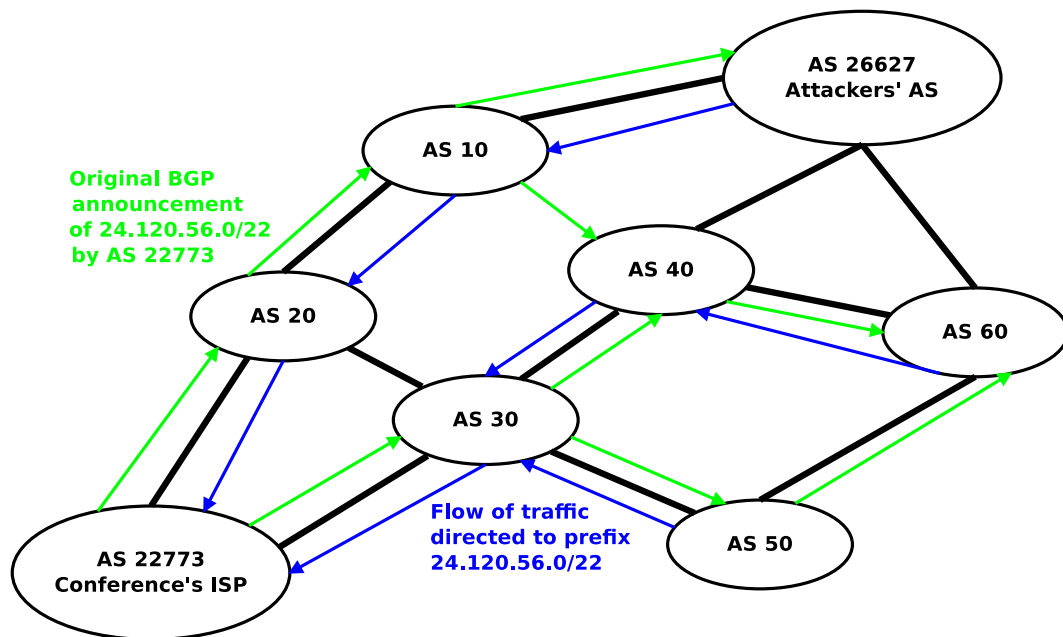 AS 26627
Attackers' AS
AS 10
Original BGP
announcement
of 24.120.56.0/22
by AS 22773
AS 40
AS 20
AS 60
AS 30
Flow of traffic
directed to prefix
24.120.56.0/22
AS 50
AS 22773
Conference's ISP